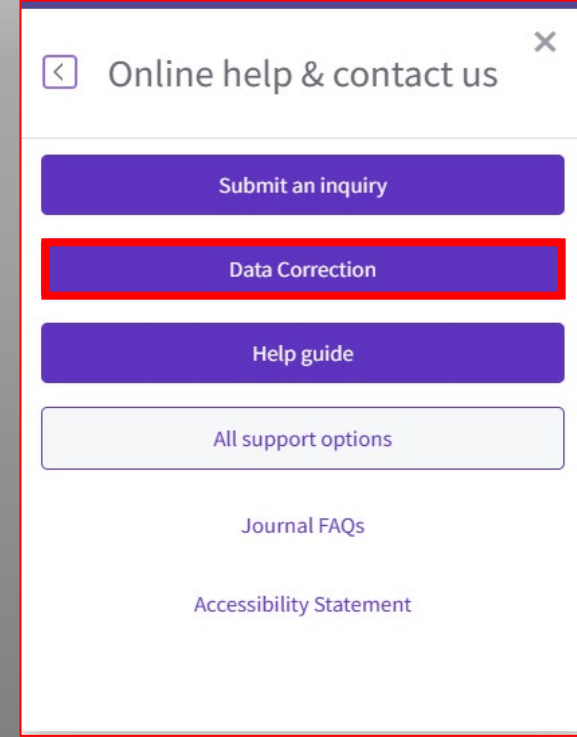 Online help & contact us
Submit an inquiry
Data Correction
Help guide
All support options
Journal FAQs
Accessibility Statement